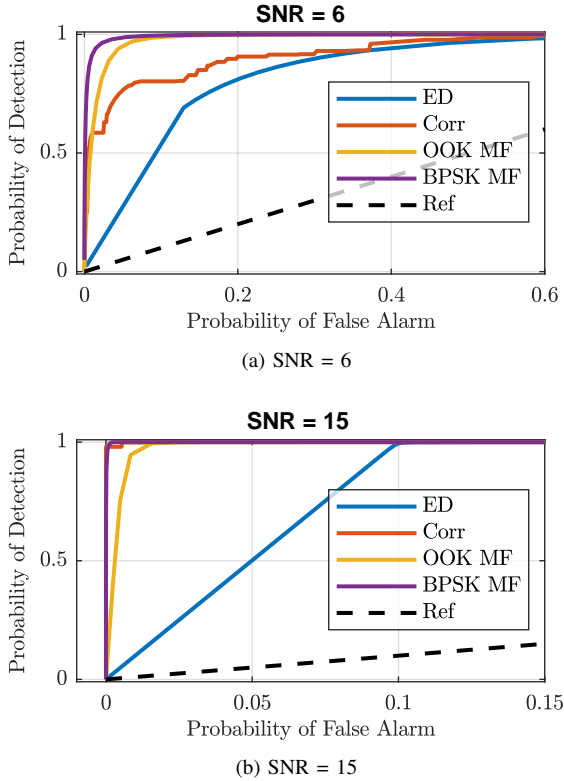 SNR = 6
1
0.5
0
Probability of Detection
ED
Corr
OOK MF
BPSK MF
Ref
0
0.2
0.4
0.6
Probability of False Alarm
(a) SNR = 6
SNR = 15
1
0.5
0
Probability of Detection
ED
Corr
OOK MF
BPSK MF
Ref
0
0.05
0.1
0.15
Probability of False Alarm
(b) SNR = 15